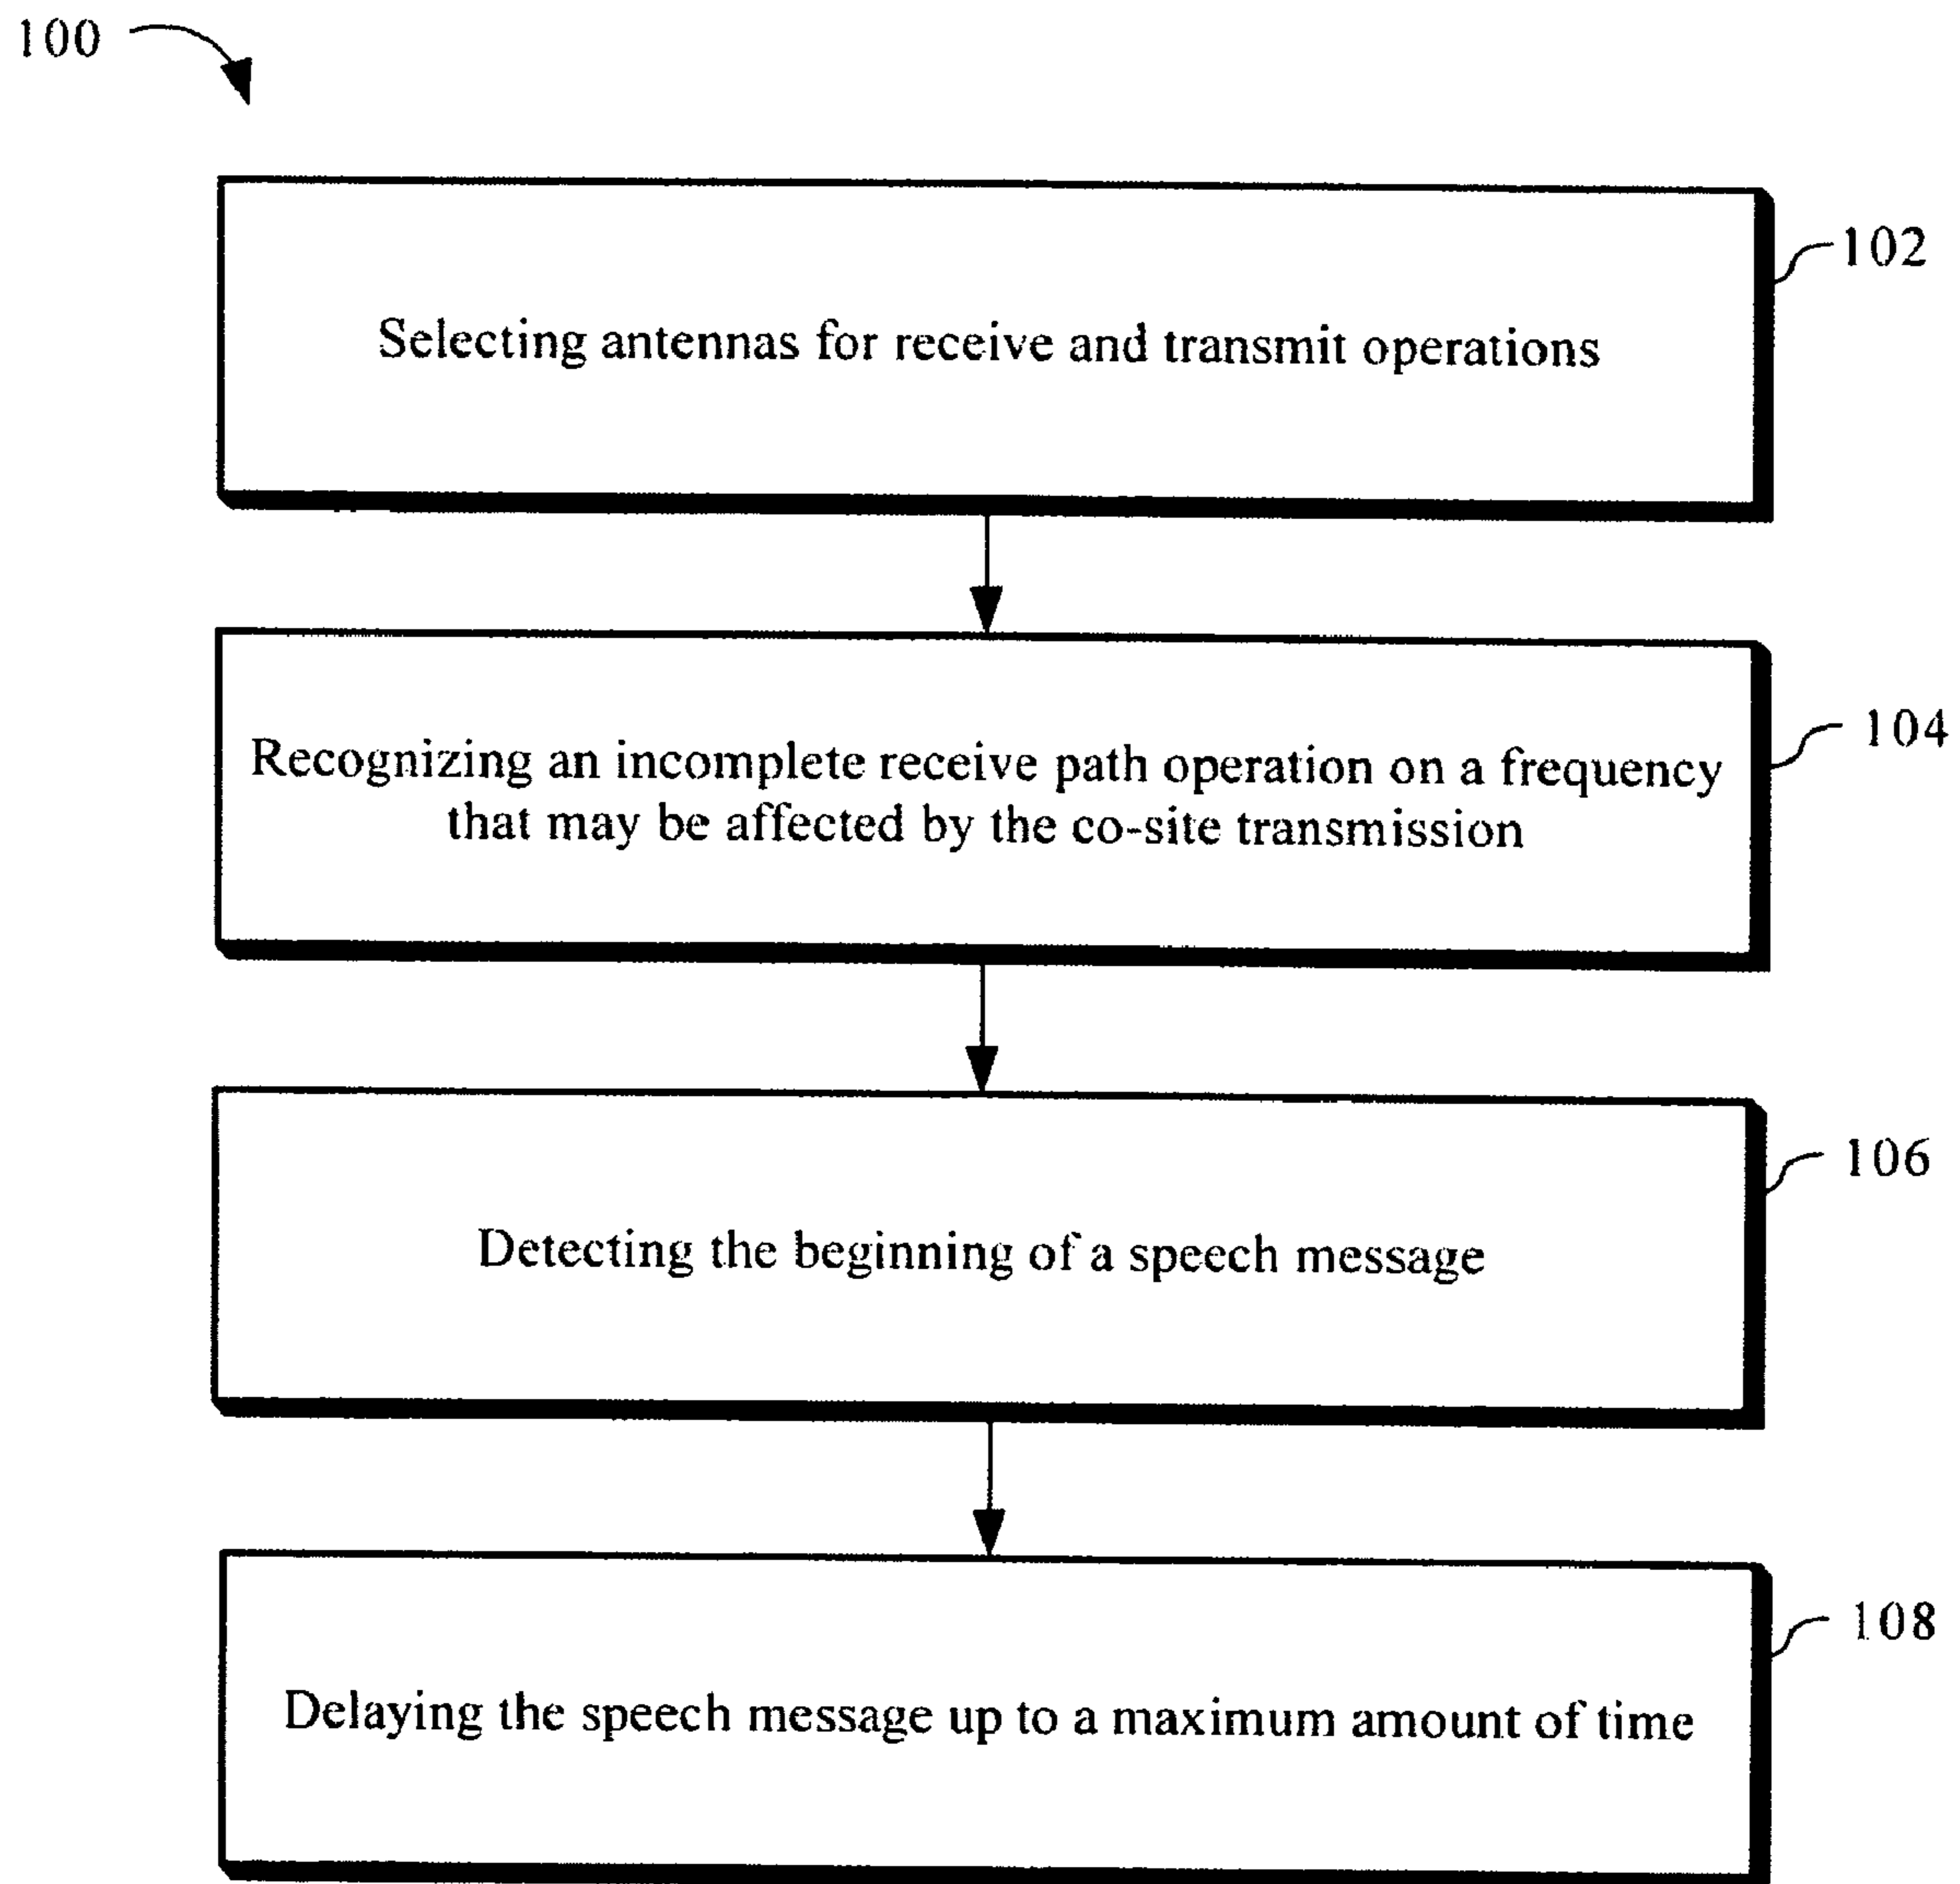 100
102
Selecting antennas for receive and transmit operations
104
Recognizing an incomplete receive path operation on a frequency
that may be affected by the co-site transmission
106
Detecting the beginning of a speech message
108
Delaying the speech message up to a maximum amount of time